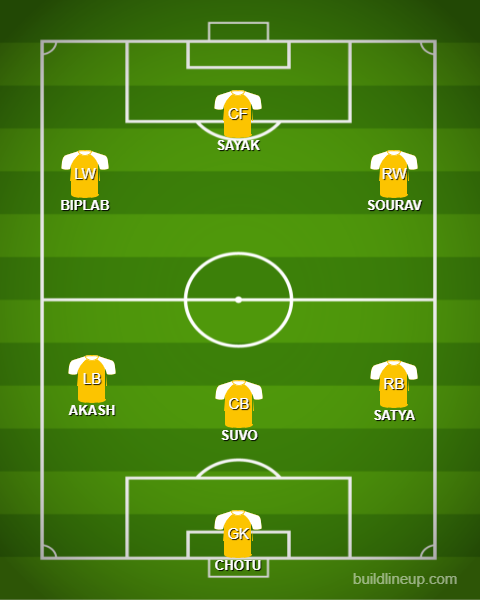 CF
SAYAK
LW
BIPLAB
RW
SOURAV
LB
AKASH
CB
SUVO
RB
SATYA
GK
CHOTU
buildlineup.com